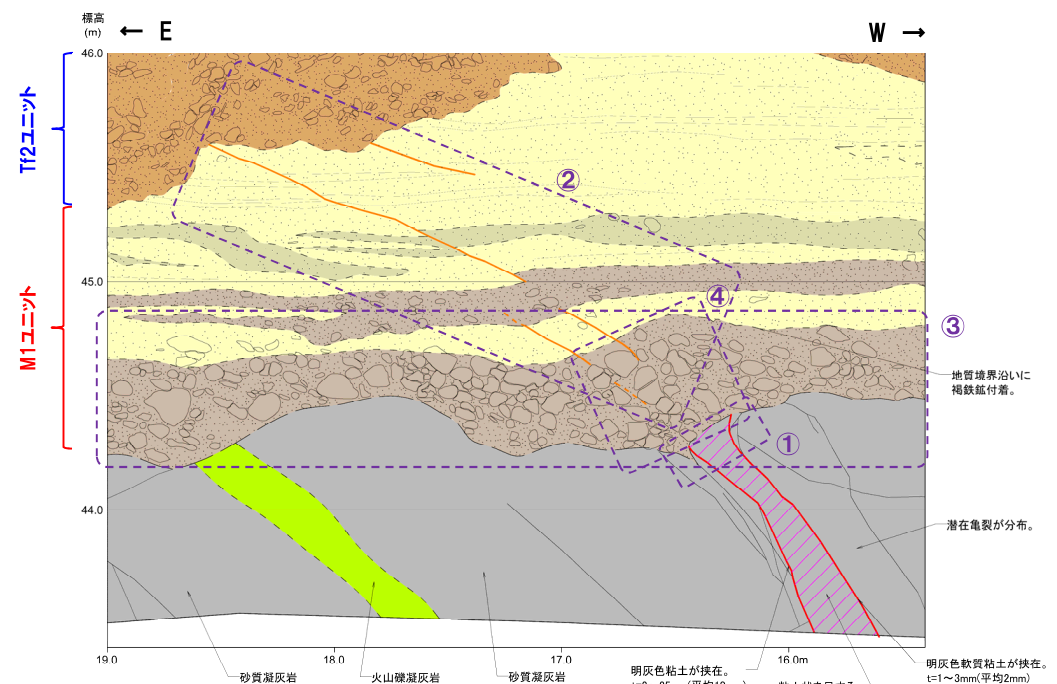 標高
(m)
← E
W →
46.0
Tf2ユニット
②
45.0
M1ユニット
④
③
地質境界沿いに
褐鉄鉱付着。
①
44.0
潜在亀裂が分布。
19.0
18.0
17.0
16.0m
砂質凝灰岩
火山礫凝灰岩
砂質凝灰岩
明灰色粘土が挟在。
明灰色軟質粘土が挟在。
t=1～3mm(平均2mm)